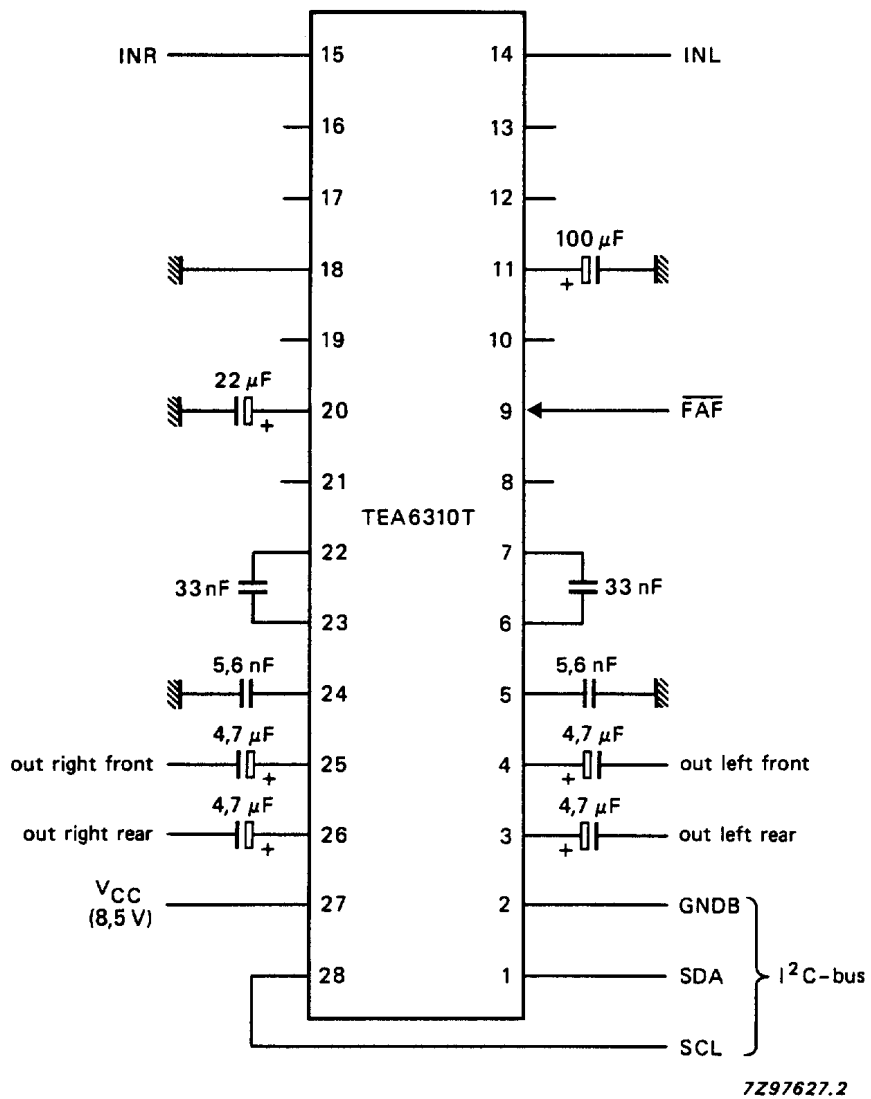 INR 15 14 INL
16 13
17 12
100 μF
18 11 +
19 10
22 μF
+ 20 9 FAF
21 8
TEA6310T
22 7
33 nF 33 nF
23 6
5,6 nF 5,6 nF
24 5
4,7 μF 4,7 μF
out right front + 25 4 + out left front
4,7 μF 4,7 μF
out right rear + 26 3 + out left rear
VCC
(8,5 V) 27 2 GNDB
28 1 SDA I²C-bus
SCL
7Z97627.2